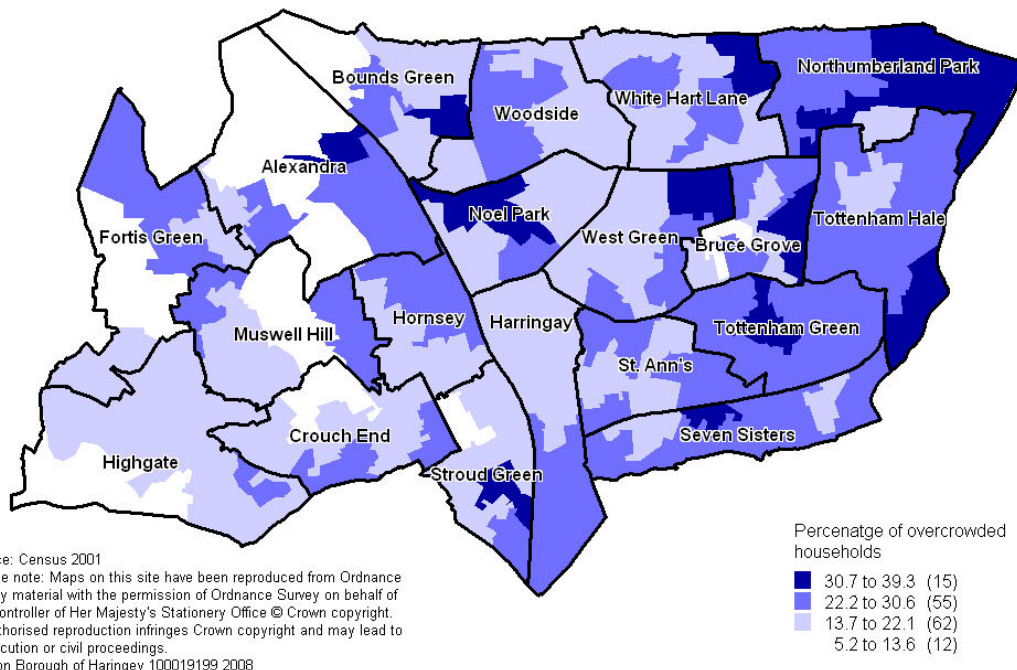 Bounds Green
Woodside
White Hart Lane
Northumberland Park
Alexandra
Noel Park
West Green
Bruce Grove
Tottenham Hale
Fortis Green
Muswell Hill
Hornsey
Harringay
Tottenham Green
St. Ann's
Highgate
Crouch End
Stroud Green
Seven Sisters
Percenatge of overcrowded
households
30.7 to 39.3 (15)
22.2 to 30.6 (55)
13.7 to 22.1 (62)
5.2 to 13.6 (12)
ce: Census 2001
e note: Maps on this site have been reproduced from Ordnance
y material with the permission of Ordnance Survey on behalf of
ontroller of Her Majesty's Stationery Office © Crown copyright.
thorised reproduction infringes Crown copyright and may lead to
cution or civil proceedings.
on Borough of Haringey 100019199 2008